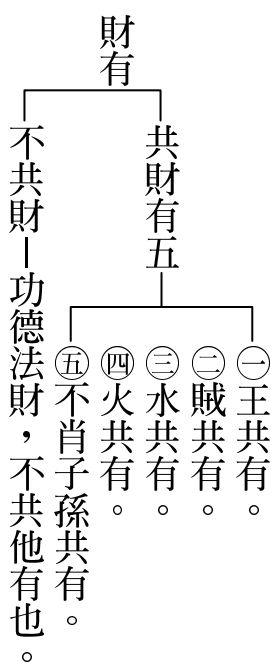 財有
共財有五
㊀王共有。
㊁賊共有。
㊂水共有。
㊃火共有。
㊄不肖子孫共有。
不共財—功德法財，不共他有也。